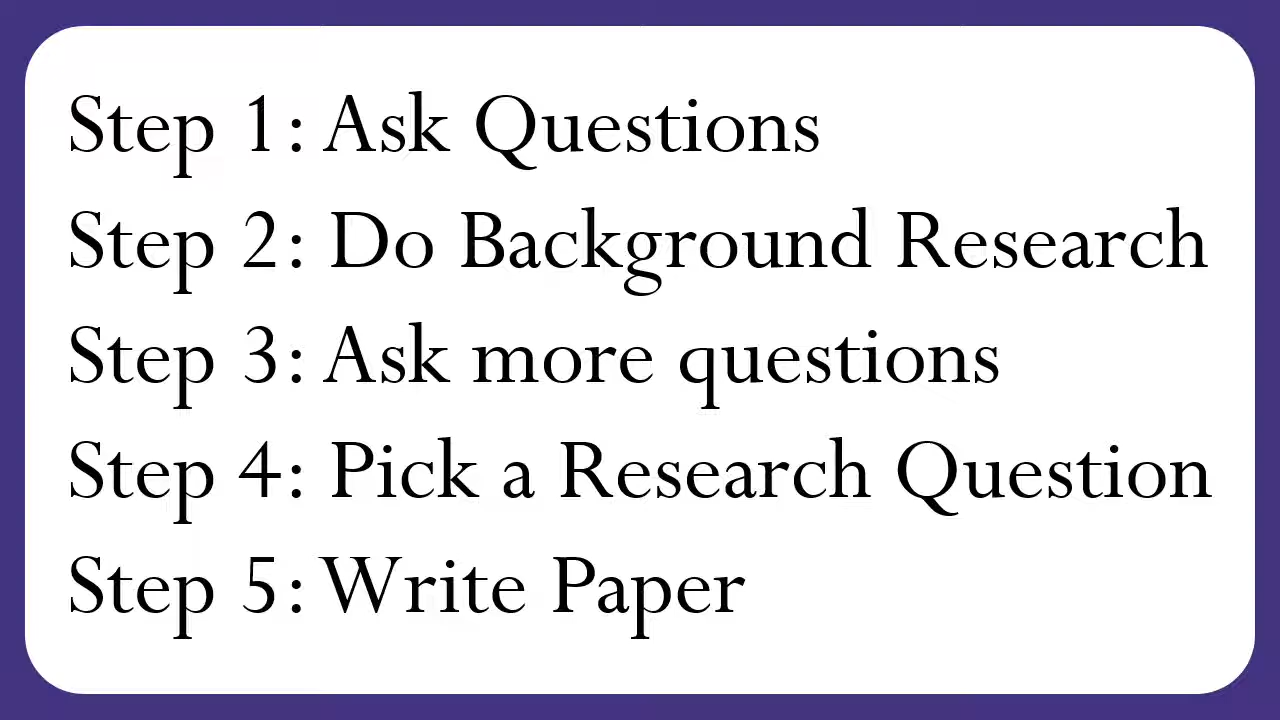 Step 1: Ask Questions
Step 2: Do Background Research
Step 3: Ask more questions
Step 4: Pick a Research Question
Step 5: Write Paper